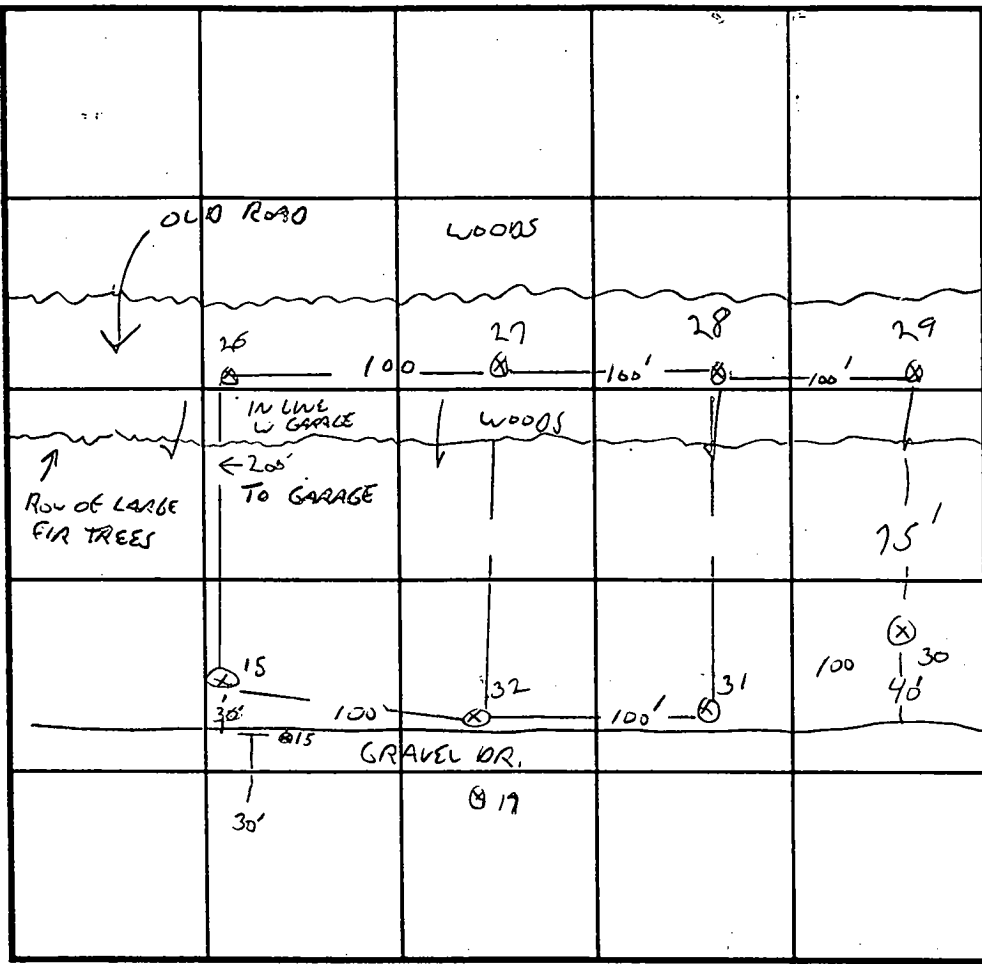 OLD ROAD
WOODS
26
27
28
29
100
100'
100'
IN LINE
W GARAGE
WOODS
← 200'
TO GARAGE
ROW OF LARGE
FIR TREES
75'
15
32
31
100
30
40'
30'
100'
100'
15
GRAVEL DR.
30'
19